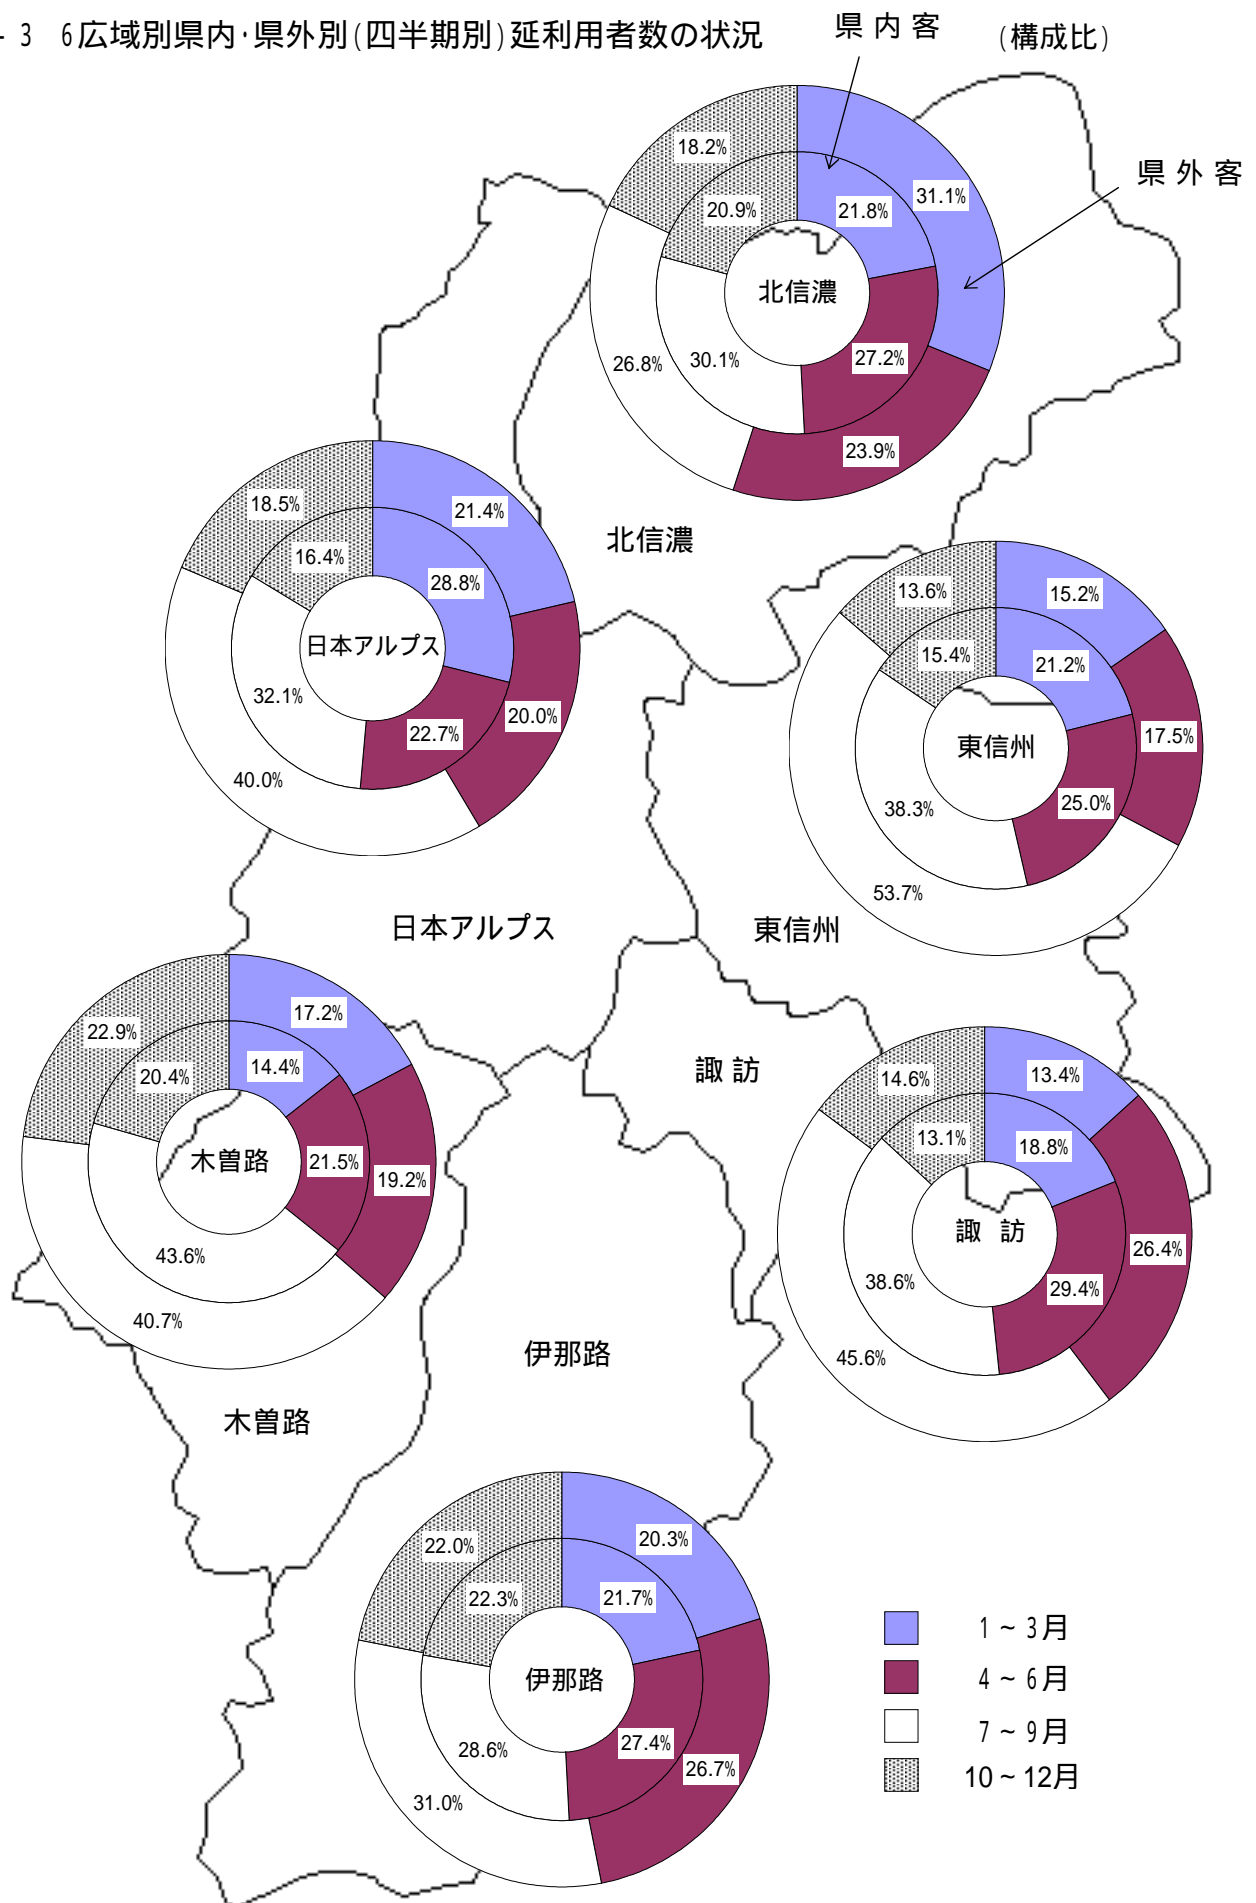 - 3 6広域別県内･県外別(四半期別)延利用者数の状況
県内客
(構成比)
県外客
18.2%
31.1%
20.9%
21.8%
北信濃
26.8%
30.1%
27.2%
23.9%
北信濃
18.5%
21.4%
16.4%
28.8%
日本アルプス
32.1%
22.7%
20.0%
40.0%
日本アルプス
13.6%
15.2%
15.4%
21.2%
東信州
17.5%
38.3%
25.0%
53.7%
東信州
22.9%
17.2%
20.4%
14.4%
木曽路
21.5%
19.2%
43.6%
40.7%
木曽路
諏訪
14.6%
13.4%
13.1%
18.8%
諏訪
26.4%
38.6%
29.4%
45.6%
伊那路
22.0%
20.3%
22.3%
21.7%
伊那路
28.6%
27.4%
26.7%
31.0%
1～3月
4～6月
7～9月
10～12月